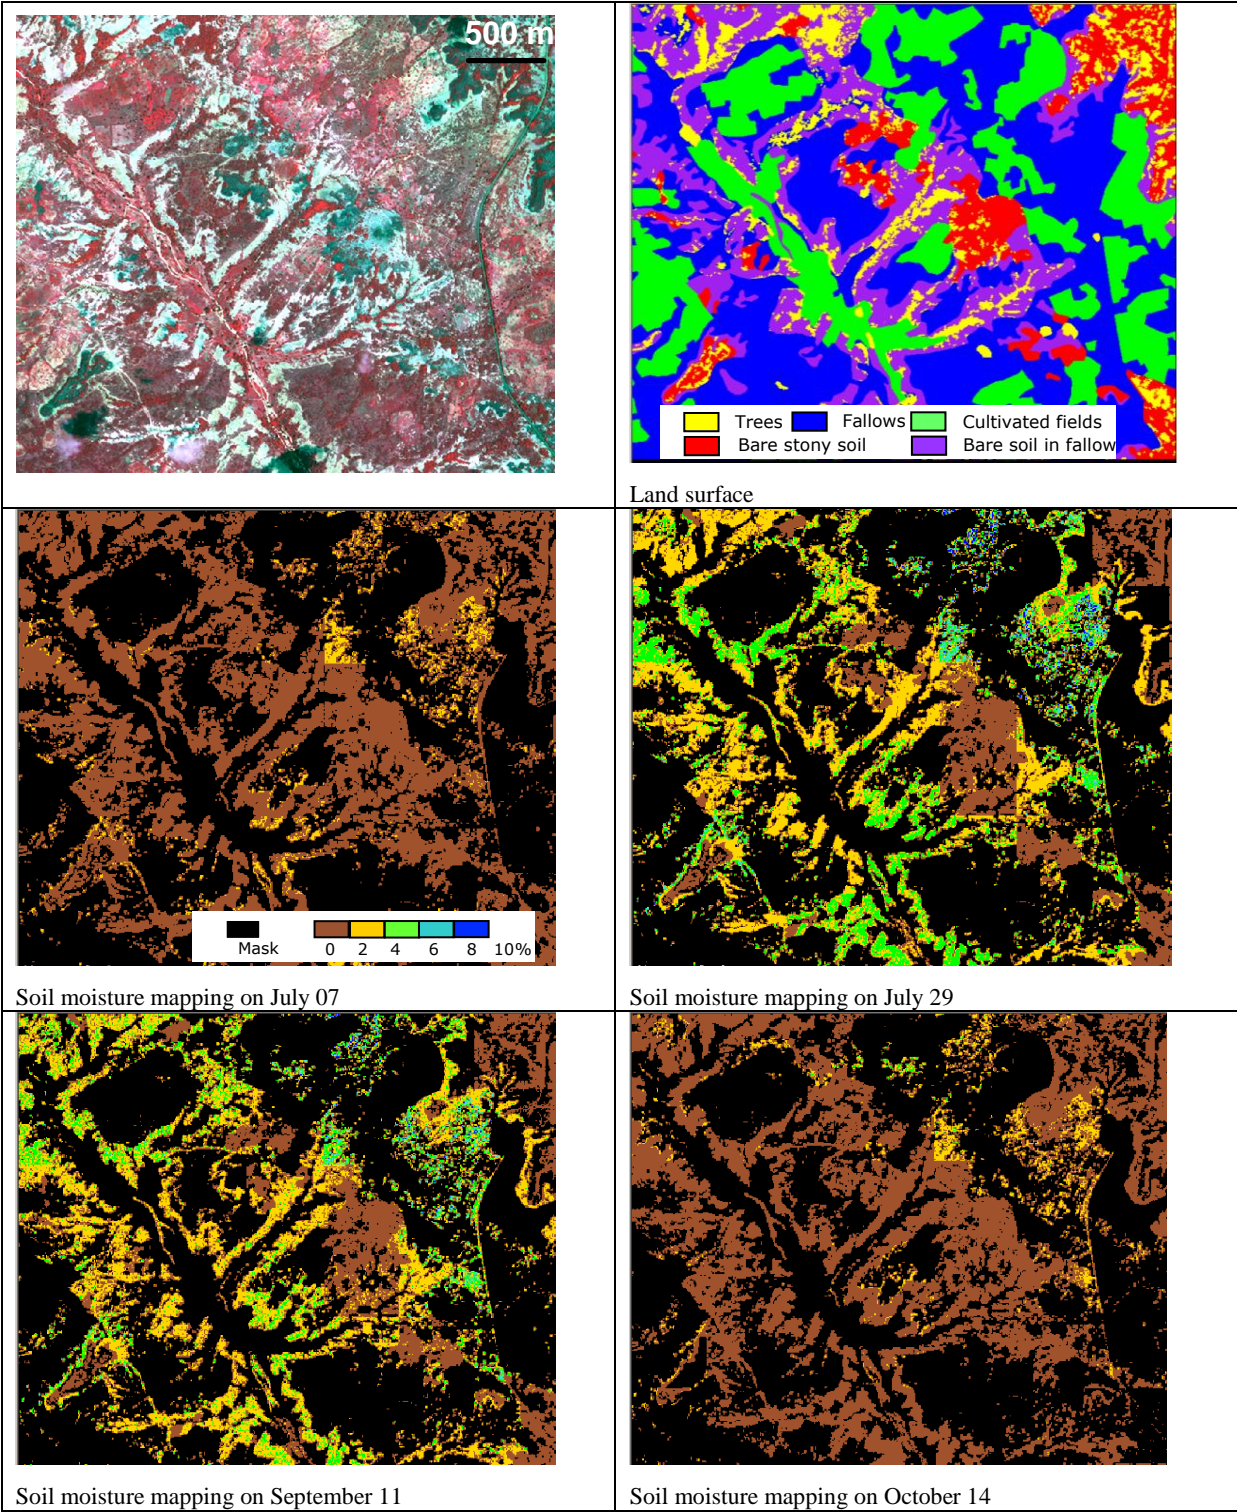 500 m
Trees Fallows Cultivated fields
Bare stony soil Bare soil in fallow
Land surface
Mask 0 2 4 6 8 10%
Soil moisture mapping on July 07
Soil moisture mapping on July 29
Soil moisture mapping on September 11
Soil moisture mapping on October 14